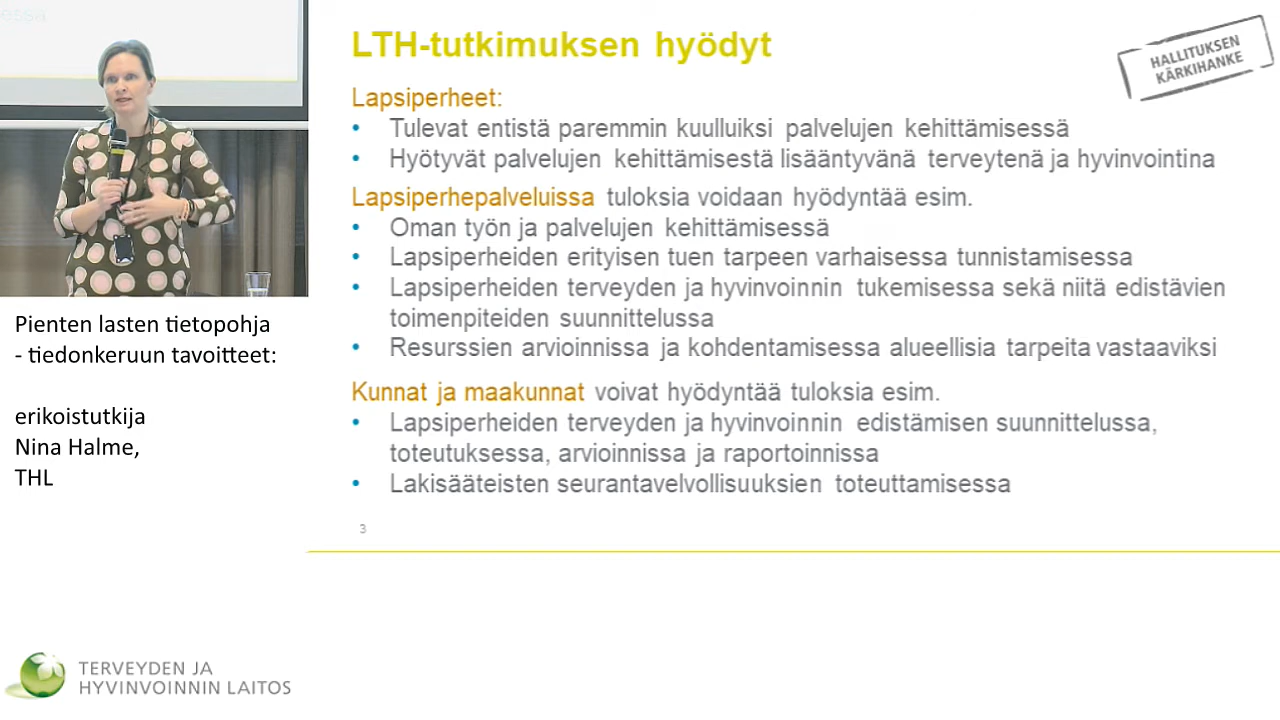 essa
LTH-tutkimuksen hyödyt
HALLITUKSEN
KÄRKIHANKE
Lapsiperheet:
• Tulevat entistä paremmin kuulluiksi palvelujen kehittämisessä
• Hyötyvät palvelujen kehittämisestä lisääntyvänä terveytenä ja hyvinvointina
Lapsiperhepalveluissa tuloksia voidaan hyödyntää esim.
• Oman työn ja palvelujen kehittämisessä
• Lapsiperheiden erityisen tuen tarpeen varhaisessa tunnistamisessa
• Lapsiperheiden terveyden ja hyvinvoinnin tukemisessa sekä niitä edistävien
toimenpiteiden suunnittelussa
• Resurssien arvioinnissa ja kohdentamisessa alueellisia tarpeita vastaaviksi
Kunnat ja maakunnat voivat hyödyntää tuloksia esim.
• Lapsiperheiden terveyden ja hyvinvoinnin edistämisen suunnittelussa,
toteutuksessa, arvioinnissa ja raportoinnissa
• Lakisääteisten seurantavelvollisuuksien toteuttamisessa
3
Pienten lasten tietopohja
- tiedonkeruun tavoitteet:
erikoistutkija
Nina Halme,
THL
TERVEYDEN JA
HYVINVOINNIN LAITOS